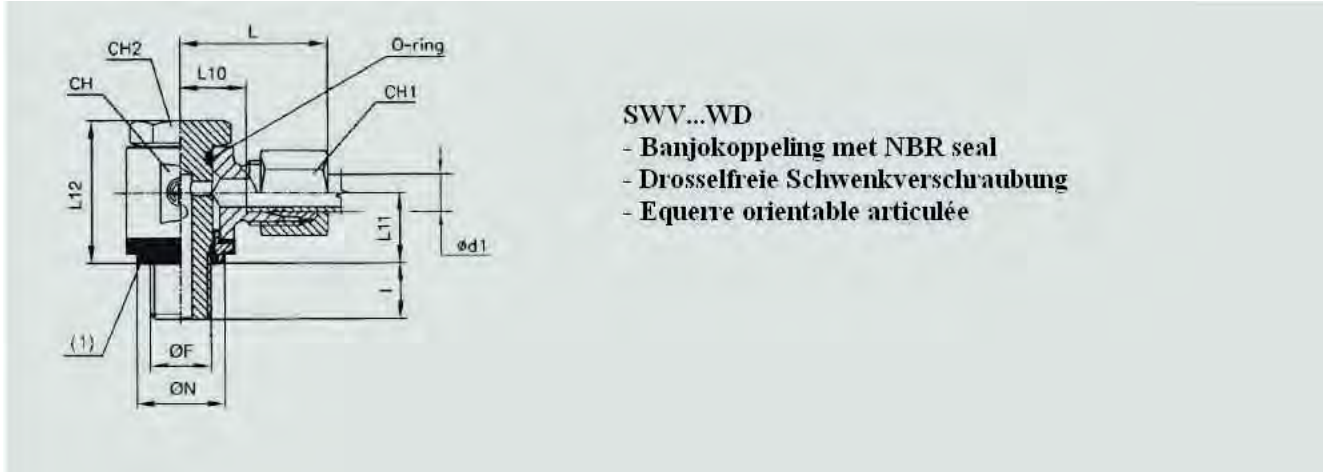 L
CH2
O-ring
L10
CH
CH1
L12
L11
ød1
l
(1)
ØF
ØN
SWV...WD
- Banjokoppeling met NBR seal
- Drosselfreie Schwenkverschraubung
- Equerre orientable articulée